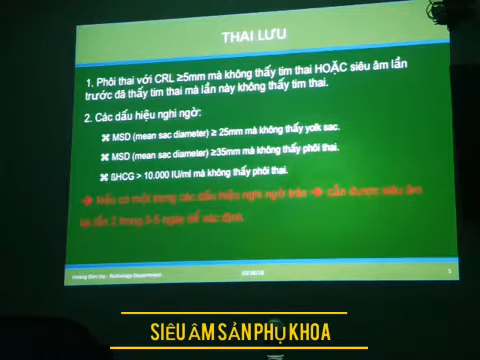 THAI LƯU
1. Phôi thai với CRL ≥5mm mà không thấy tim thai HOẶC siêu âm lần
trước đã thấy tim thai mà lần này không thấy tim thai.
2. Các dấu hiệu nghi ngờ:
⌘ MSD (mean sac diameter) ≥ 25mm mà không thấy yolk sac.
⌘ MSD (mean sac diameter) ≥35mm mà không thấy phôi thai.
⌘ ßHCG > 10.000 IU/ml mà không thấy phôi thai.
➔ Nếu có một trong các dấu hiệu nghi ngờ trên ➔ cần được siêu âm
lại lần 2 trong 3-5 ngày để xác định.
Radiology Department
SIÊU ÂM SẢN PHỤ KHOA